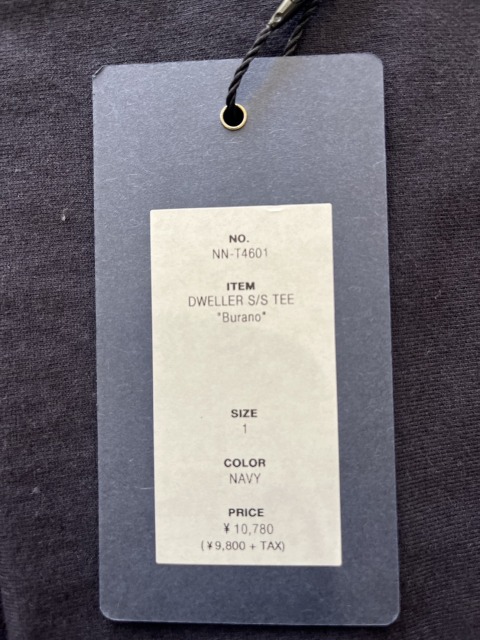 NO.
NN-T4601
ITEM
DWELLER S/S TEE
"Burano"
SIZE
1
COLOR
NAVY
PRICE
¥ 10,780
(¥9,800 + TAX)